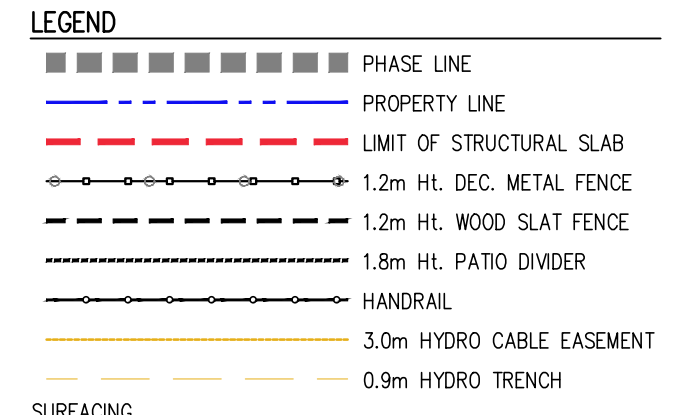 LEGEND
PHASE LINE
PROPERTY LINE
LIMIT OF STRUCTURAL SLAB
1.2m Ht. DEC. METAL FENCE
1.2m Ht. WOOD SLAT FENCE
1.8m Ht. PATIO DIVIDER
HANDRAIL
3.0m HYDRO CABLE EASEMENT
0.9m HYDRO TRENCH
SURFACING